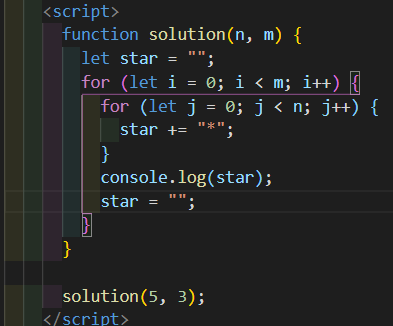 <script>
function solution(n, m) {
let star = "";
for (let i = 0; i < m; i++) {
for (let j = 0; j < n; j++) {
star += "*";
}
console.log(star);
star = "";
}
}
solution(5, 3);
</script>